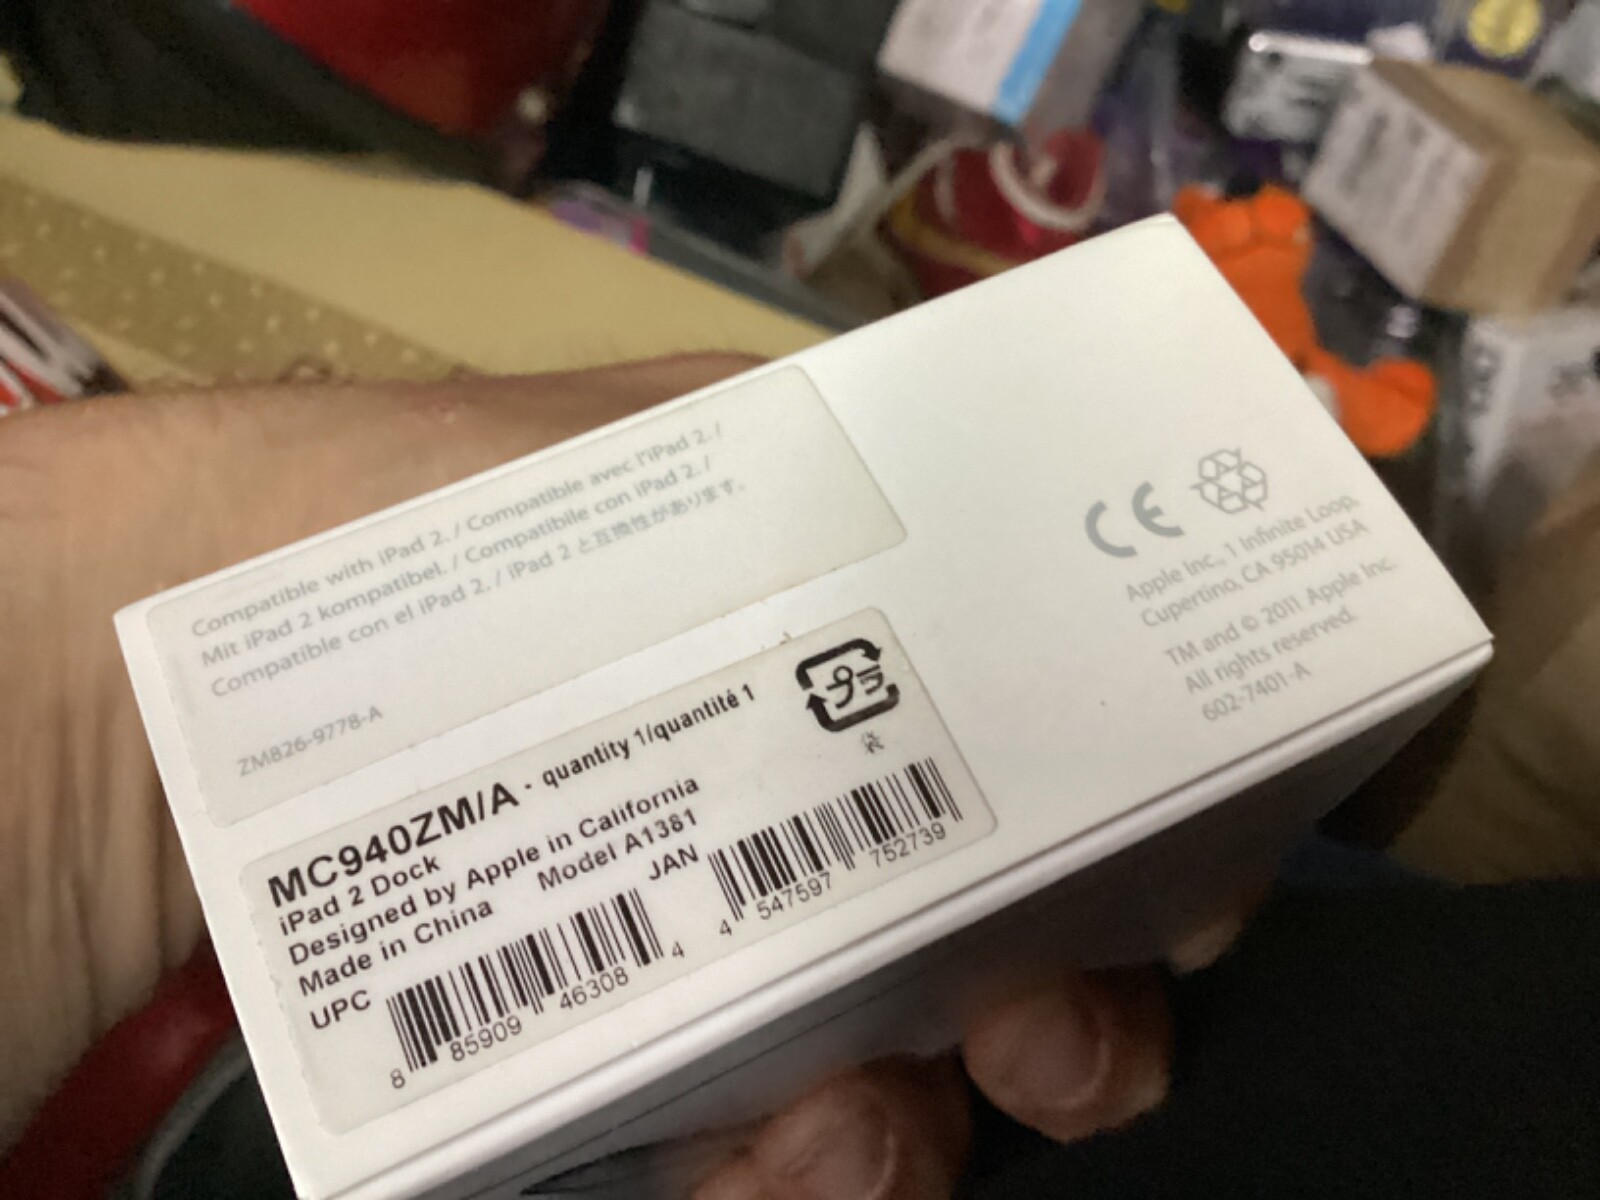 Compatible with iPad 2. / Compatible avec l'iPad 2. /
Mit iPad 2 kompatibel. / Compatibile con iPad 2. /
Compatible con el iPad 2. / iPad 2 と互換性があります。
ZM826-9778-A
MC940ZM/A - quantity 1/quantité 1
iPad 2 Dock
Designed by Apple in California
Made in China Model A1381
プラ
袋
UPC
8 85909 46308 4
JAN
4 547597 752739
CE
Apple Inc., 1 Infinite Loop,
Cupertino, CA 95014 USA
TM and © 2011 Apple Inc.
All rights reserved.
602-7401-A